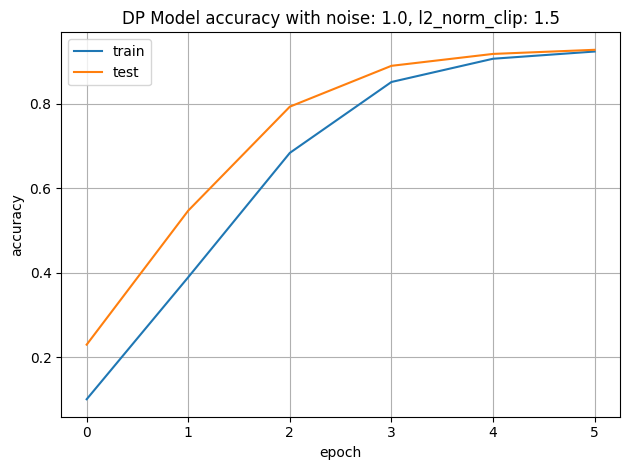 DP Model accuracy with noise: 1.0, l2_norm_clip: 1.5
train
test
0.8
0.6
0.4
0.2
accuracy
0 1 2 3 4 5
epoch